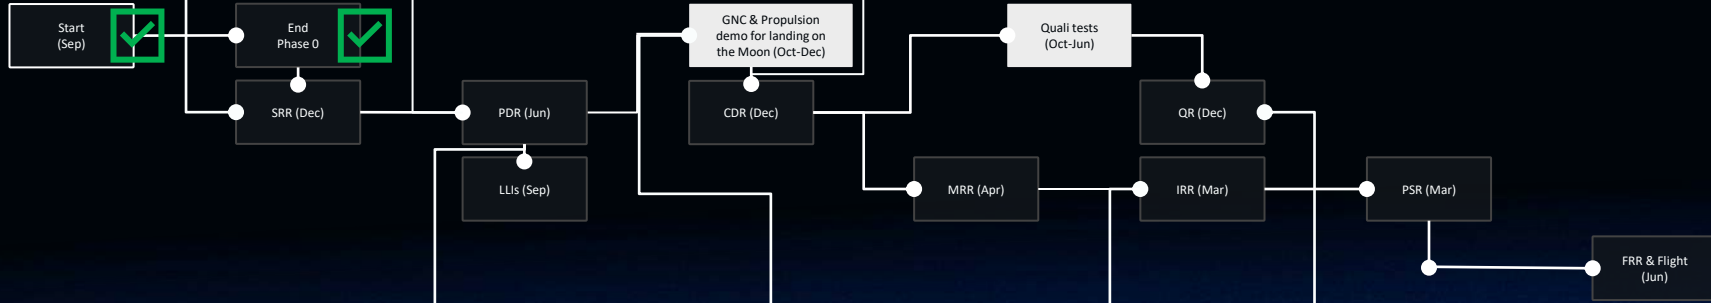 Start
(Sep)
End
Phase 0
GNC & Propulsion
demo for landing on
the Moon (Oct-Dec)
Quali tests
(Oct-Jun)
SRR (Dec)
PDR (Jun)
CDR (Dec)
QR (Dec)
LLIs (Sep)
MRR (Apr)
IRR (Mar)
PSR (Mar)
FRR & Flight
(Jun)